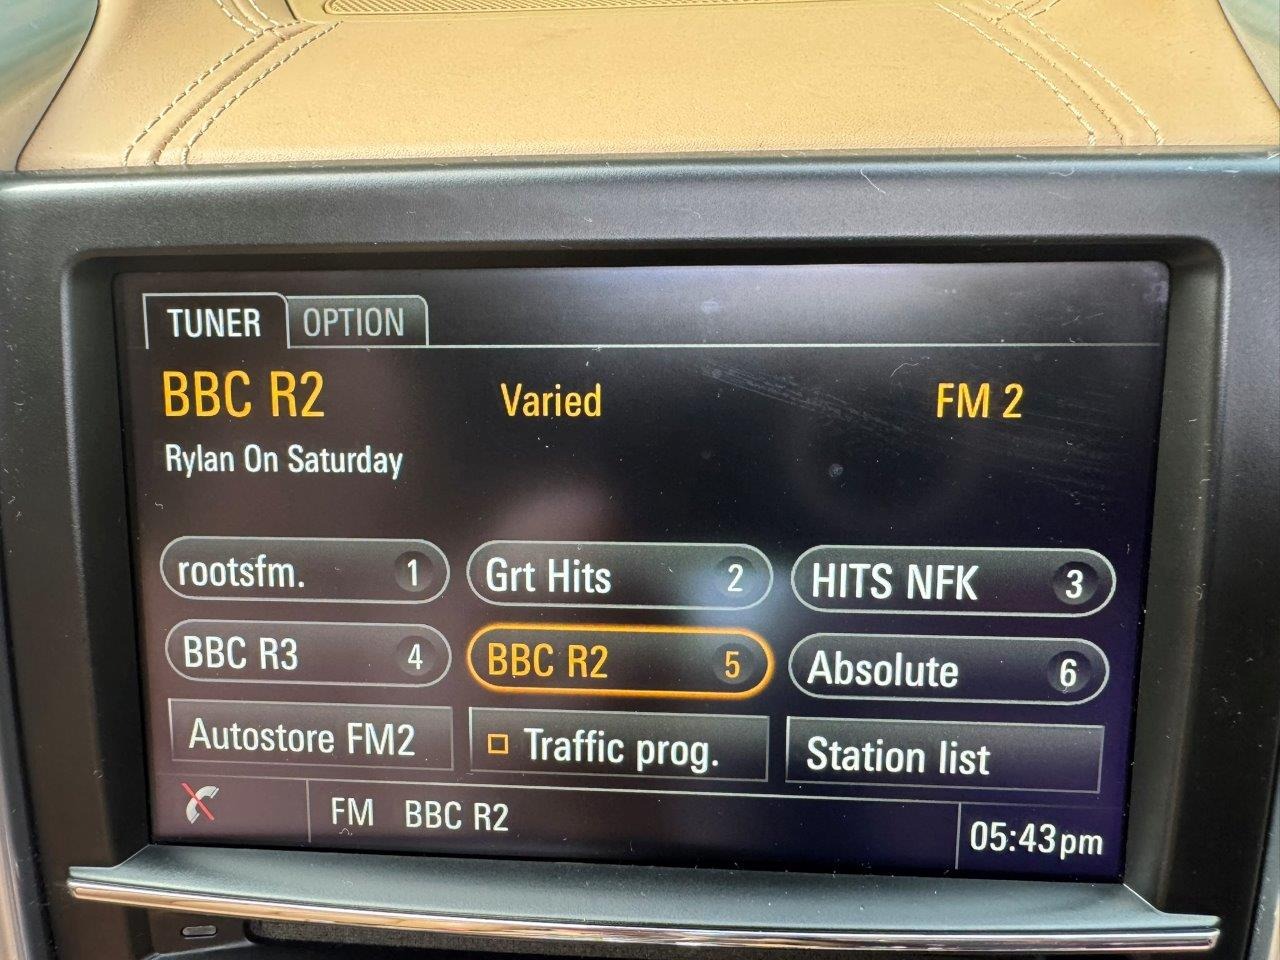 TUNER OPTION
BBC R2 Varied FM 2
Rylan On Saturday
rootsfm. 1 Grt Hits 2 HITS NFK 3
BBC R3 4 BBC R2 5 Absolute 6
Autostore FM2 Traffic prog. Station list
FM BBC R2 05:43pm